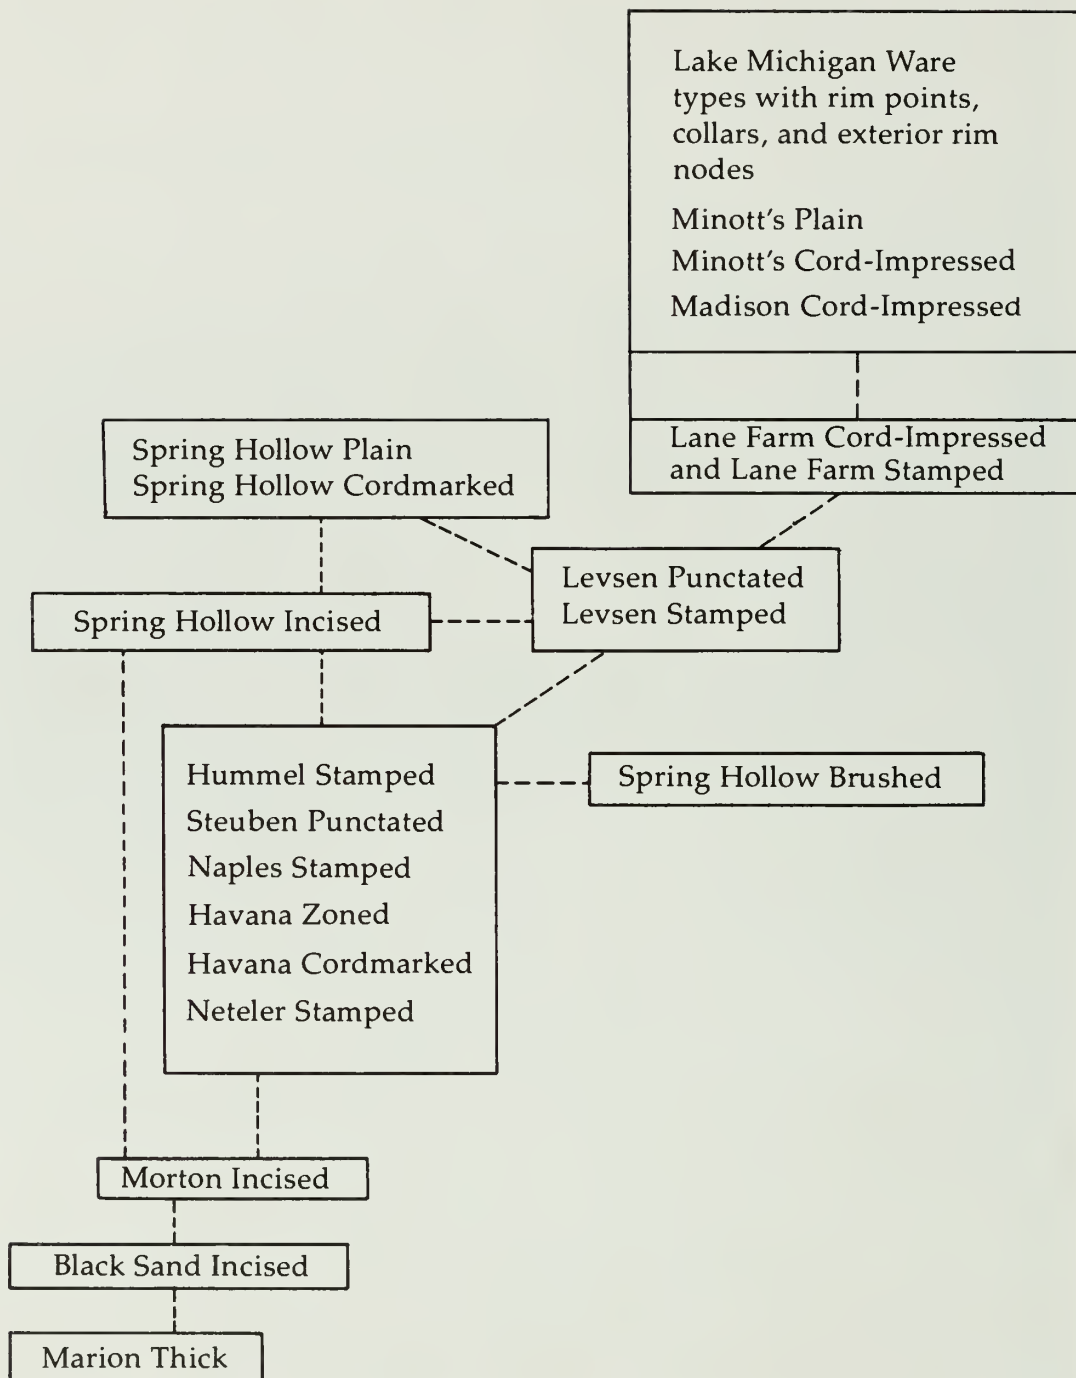 Lake Michigan Ware
types with rim points,
collars, and exterior rim
nodes
Minott's Plain
Minott's Cord-Impressed
Madison Cord-Impressed
Lane Farm Cord-Impressed
and Lane Farm Stamped
Spring Hollow Plain
Spring Hollow Cordmarked
Levsen Punctated
Levsen Stamped
Spring Hollow Incised
Hummel Stamped
Steuben Punctated
Naples Stamped
Havana Zoned
Havana Cordmarked
Neteler Stamped
Spring Hollow Brushed
Morton Incised
Black Sand Incised
Marion Thick